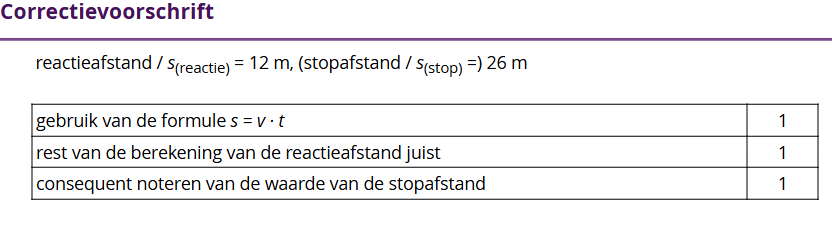 Correctievoorschrift
reactieafstand / s(reactie) = 12 m, (stopafstand / s(stop) =) 26 m
gebruik van de formule s = v · t 1
rest van de berekening van de reactieafstand juist 1
consequent noteren van de waarde van de stopafstand 1